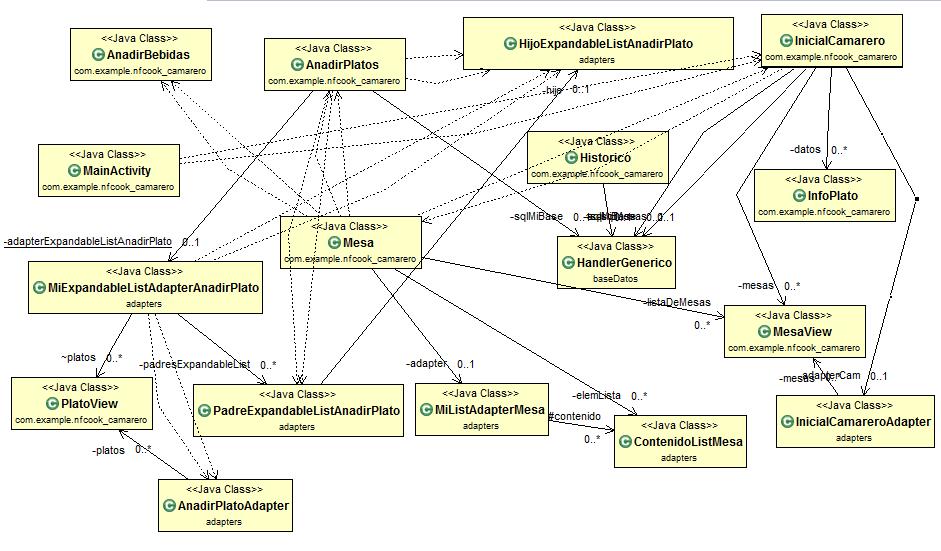 <<Java Class>>
AnadirBebidas
com.example.nfcook_camarero
<<Java Class>>
AnadirPlatos
com.example.nfcook_camarero
<<Java Class>>
HijoExpandableListAnadirPlato
adapters
<<Java Class>>
InicialCamarero
com.example.nfcook_camarero
-hijo 0..1
<<Java Class>>
MainActivity
com.example.nfcook_camarero
<<Java Class>>
Historico
com.example.nfcook_camarero
-datos 0..*
<<Java Class>>
InfoPlato
com.example.nfcook_camarero
<<Java Class>>
Mesa
com.example.nfcook_camarero
-sqlMiBase
0..1
<<Java Class>>
HandlerGenerico
baseDatos
-adapterExpandableListAnadirPlato 0..1
<<Java Class>>
MiExpandableListAdapterAnadirPlato
adapters
-mesas 0..*
-listaDeMesas
0..*
<<Java Class>>
MesaView
com.example.nfcook_camarero
~platos 0..*
-padresExpandableList 0..*
-adapter 0..1
-elemLista 0..*
-mesas 0..*
-adapterCam 0..1
<<Java Class>>
PlatoView
com.example.nfcook_camarero
<<Java Class>>
PadreExpandableListAnadirPlato
adapters
<<Java Class>>
MiListAdapterMesa
adapters
#contenido
0..*
<<Java Class>>
ContenidoListMesa
adapters
<<Java Class>>
InicialCamareroAdapter
adapters
-platos 0..*
<<Java Class>>
AnadirPlatoAdapter
adapters